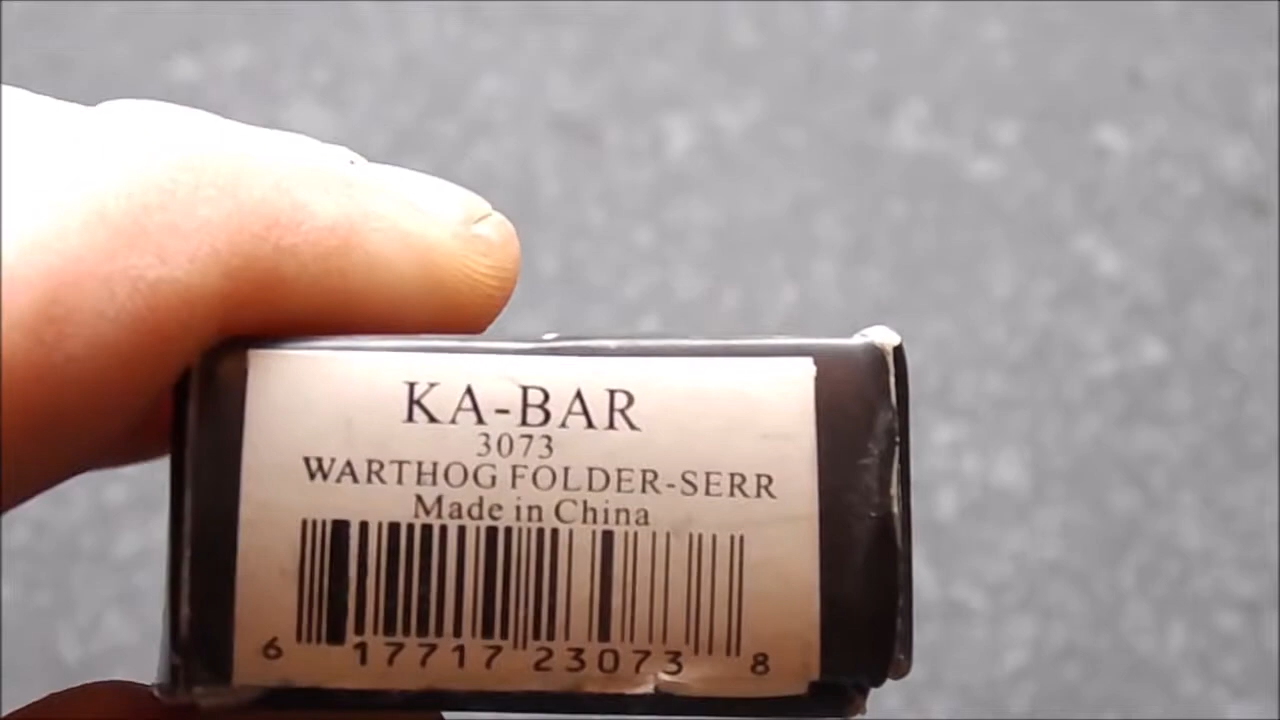 KA-BAR
3073
WARTHOG FOLDER-SERR
Made in China
6 17717 23073 8